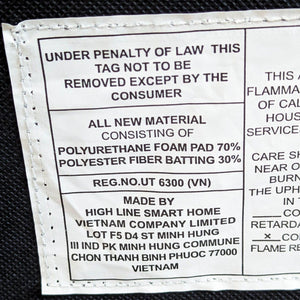 UNDER PENALTY OF LAW THIS
TAG NOT TO BE
REMOVED EXCEPT BY THE
CONSUMER
ALL NEW MATERIAL
CONSISTING OF
POLYURETHANE FOAM PAD 70%
POLYESTER FIBER BATTING 30%
REG.NO.UT 6300 (VN)
MADE BY
HIGH LINE SMART HOME
VIETNAM COMPANY LIMITED
LOT F5 D4 ST MINH HUNG
III IND PK MINH HUNG COMMUNE
CHON THANH BINH PHUOC 77000
VIETNAM
THIS A
FLAMMA
OF CAL
HOUS
SERVICE
CARE SH
NEAR O
BURN
THE UPH
IN T
CO
RETARDA
x CO
FLAME RE